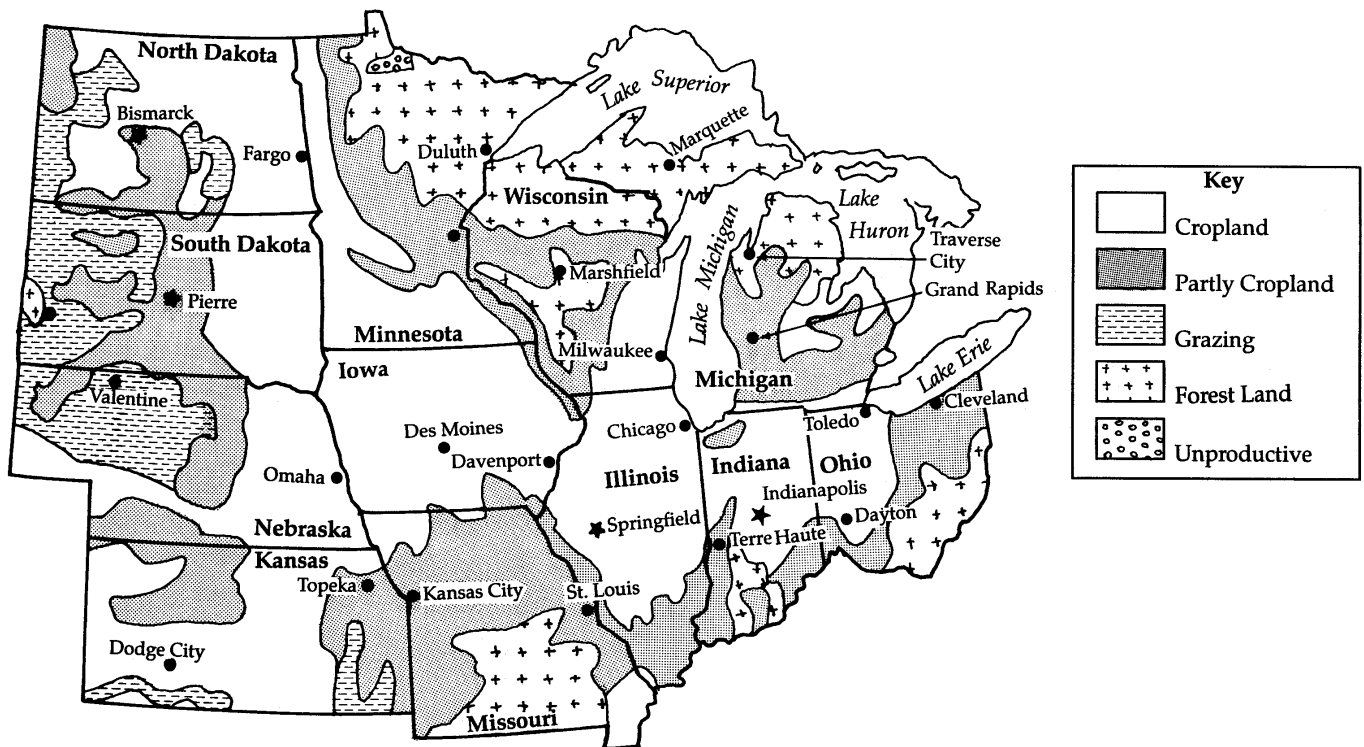 North Dakota
Bismarck
Fargo
South Dakota
Pierre
Valentine
Omaha
Nebraska
Kansas
Topeka
Dodge City
Duluth
Minnesota
Iowa
Des Moines
Davenport
Kansas City
St. Louis
Missouri
Lake Superior
Marquette
Wisconsin
Marshfield
Milwaukee
Lake Michigan
Lake
Huron
Traverse
City
Grand Rapids
Michigan
Lake Erie
Cleveland
Toledo
Chicago
Illinois
Springfield
Indiana
Indianapolis
Terre Haute
Ohio
Dayton
Key
Cropland
Partly Cropland
Grazing
Forest Land
Unproductive